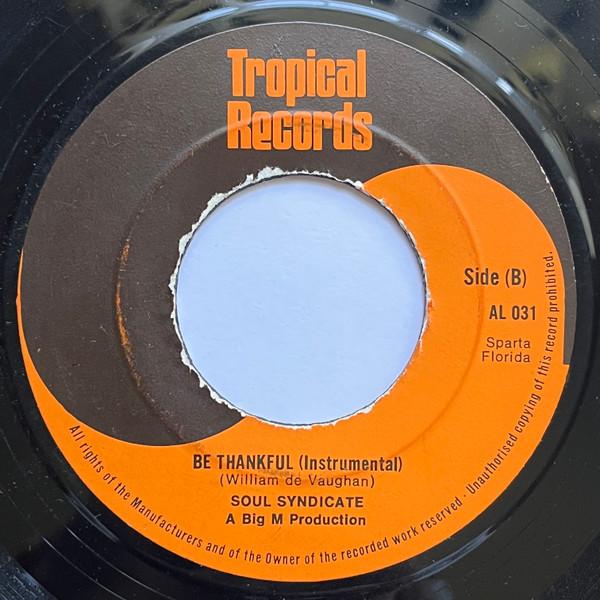 Tropical
Records
Side (B)
AL 031
Sparta
Florida
BE THANKFUL (Instrumental)
(William de Vaughan)
SOUL SYNDICATE
A Big M Production
All rights of the Manufacturers and of the Owner of the recorded work reserved · Unauthorised copying of this record prohibited.